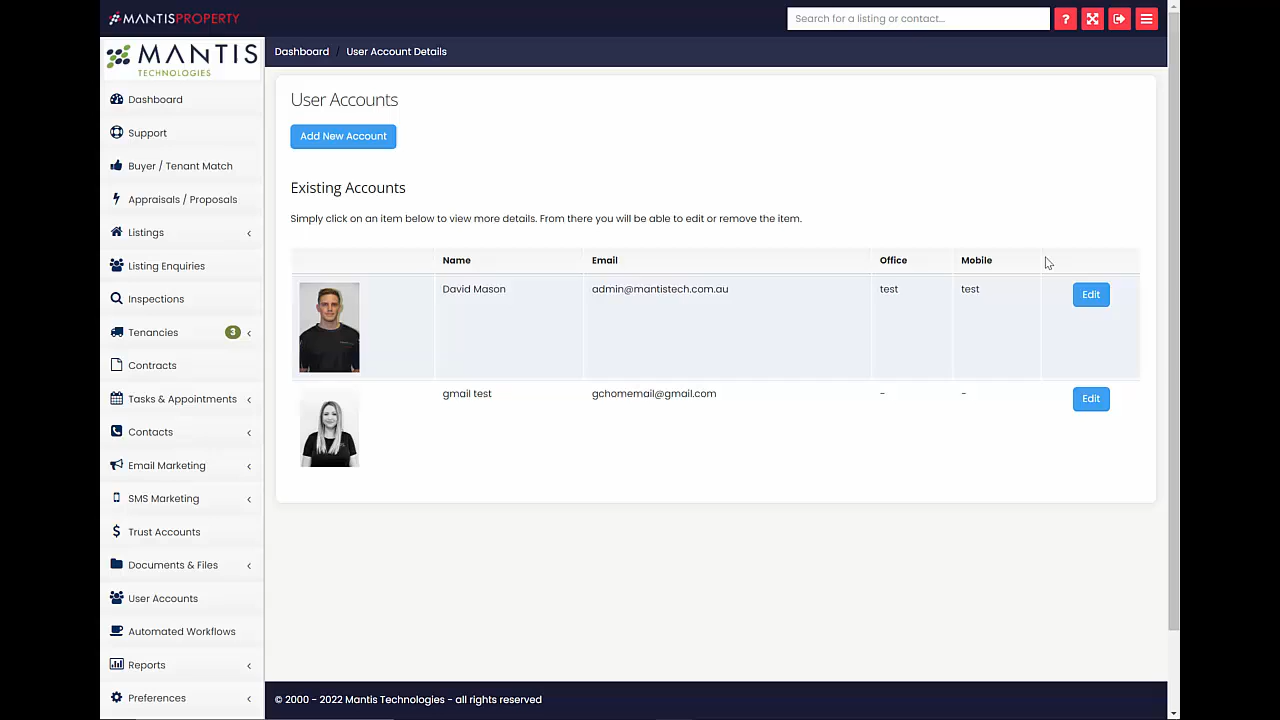 MANTISPROPERTY
Search for a listing or contact...
?
MANTIS
TECHNOLOGIES
Dashboard / User Account Details
Dashboard
Support
Buyer / Tenant Match
Appraisals / Proposals
Listings
Listing Enquiries
Inspections
Tenancies 3
Contracts
Tasks & Appointments
Contacts
Email Marketing
SMS Marketing
Trust Accounts
Documents & Files
User Accounts
Automated Workflows
Reports
Preferences
User Accounts
Add New Account
Existing Accounts
Simply click on an item below to view more details. From there you will be able to edit or remove the item.
Name Email Office Mobile
David Mason admin@mantistech.com.au test test Edit
gmail test gchomemail@gmail.com - - Edit
© 2000 - 2022 Mantis Technologies - all rights reserved